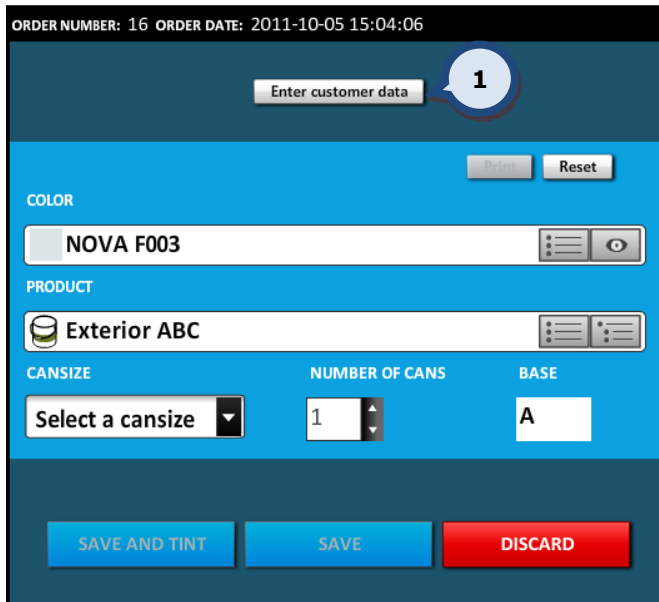 ORDER NUMBER: 16 ORDER DATE: 2011-10-05 15:04:06
Enter customer data
1
Print Reset
COLOR
NOVA F003
PRODUCT
Exterior ABC
CANSIZE NUMBER OF CANS BASE
Select a cansize 1 A
SAVE AND TINT SAVE DISCARD